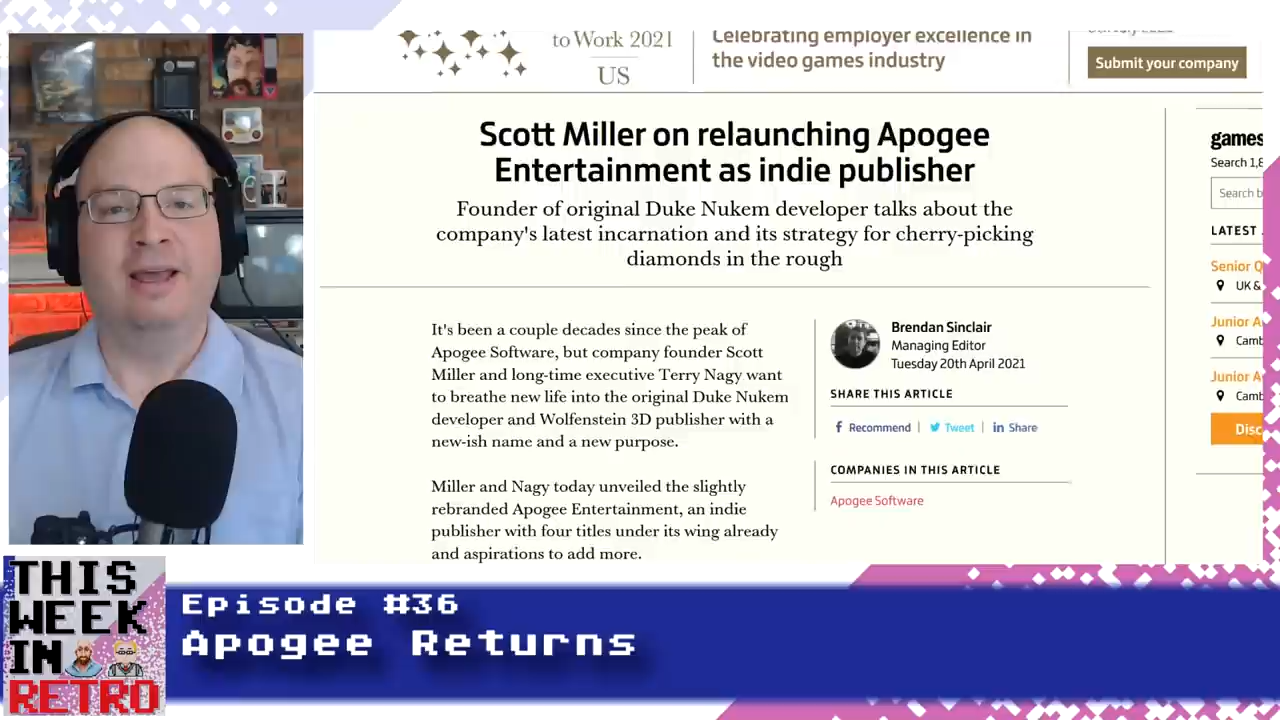 to Work 2021
US
Celebrating employer excellence in
the video games industry
Submit your company
Scott Miller on relaunching Apogee
Entertainment as indie publisher
Founder of original Duke Nukem developer talks about the
company's latest incarnation and its strategy for cherry-picking
diamonds in the rough
It's been a couple decades since the peak of
Apogee Software, but company founder Scott
Miller and long-time executive Terry Nagy want
to breathe new life into the original Duke Nukem
developer and Wolfenstein 3D publisher with a
new-ish name and a new purpose.
Miller and Nagy today unveiled the slightly
rebranded Apogee Entertainment, an indie
publisher with four titles under its wing already
and aspirations to add more.
Brendan Sinclair
Managing Editor
Tuesday 20th April 2021
SHARE THIS ARTICLE
Recommend
Tweet
Share
COMPANIES IN THIS ARTICLE
Apogee Software
games
Search 1,8
Search b
LATEST
Senior Q
UK &
Junior A
Camb
Junior A
Camb
Disc
THIS
WEEK
IN
RETRO
Episode #36
Apogee Returns